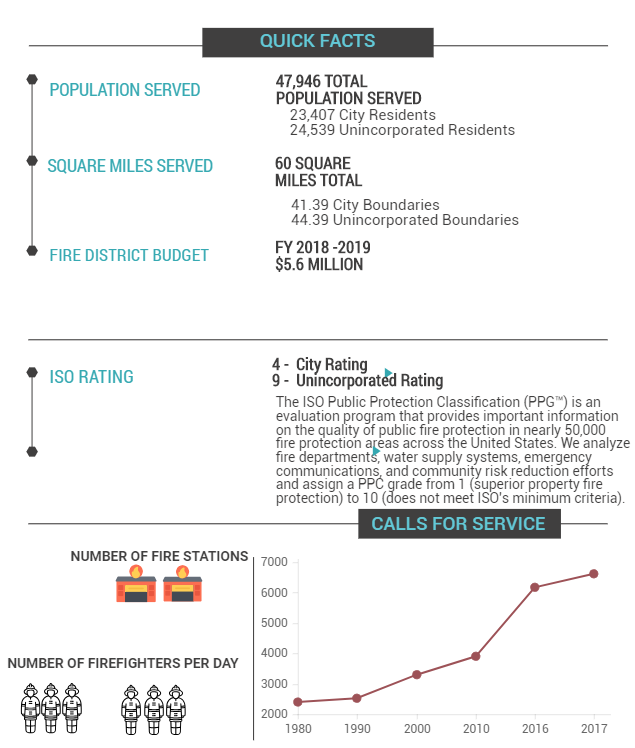 QUICK FACTS
POPULATION SERVED
47,946 TOTAL
POPULATION SERVED
23,407 City Residents
24,539 Unincorporated Residents
SQUARE MILES SERVED
60 SQUARE
MILES TOTAL
41.39 City Boundaries
44.39 Unincorporated Boundaries
FIRE DISTRICT BUDGET
FY 2018 -2019
$5.6 MILLION
ISO RATING
4 - City Rating
9 - Unincorporated Rating
The ISO Public Protection Classification (PPG™) is an
evaluation program that provides important information
on the quality of public fire protection in nearly 50,000
fire protection areas across the United States. We analyze
fire departments, water supply systems, emergency
communications, and community risk reduction efforts
and assign a PPC grade from 1 (superior property fire
protection) to 10 (does not meet ISO's minimum criteria).
CALLS FOR SERVICE
NUMBER OF FIRE STATIONS
NUMBER OF FIREFIGHTERS PER DAY
7000
6000
5000
4000
3000
2000
1980 1990 2000 2010 2016 2017